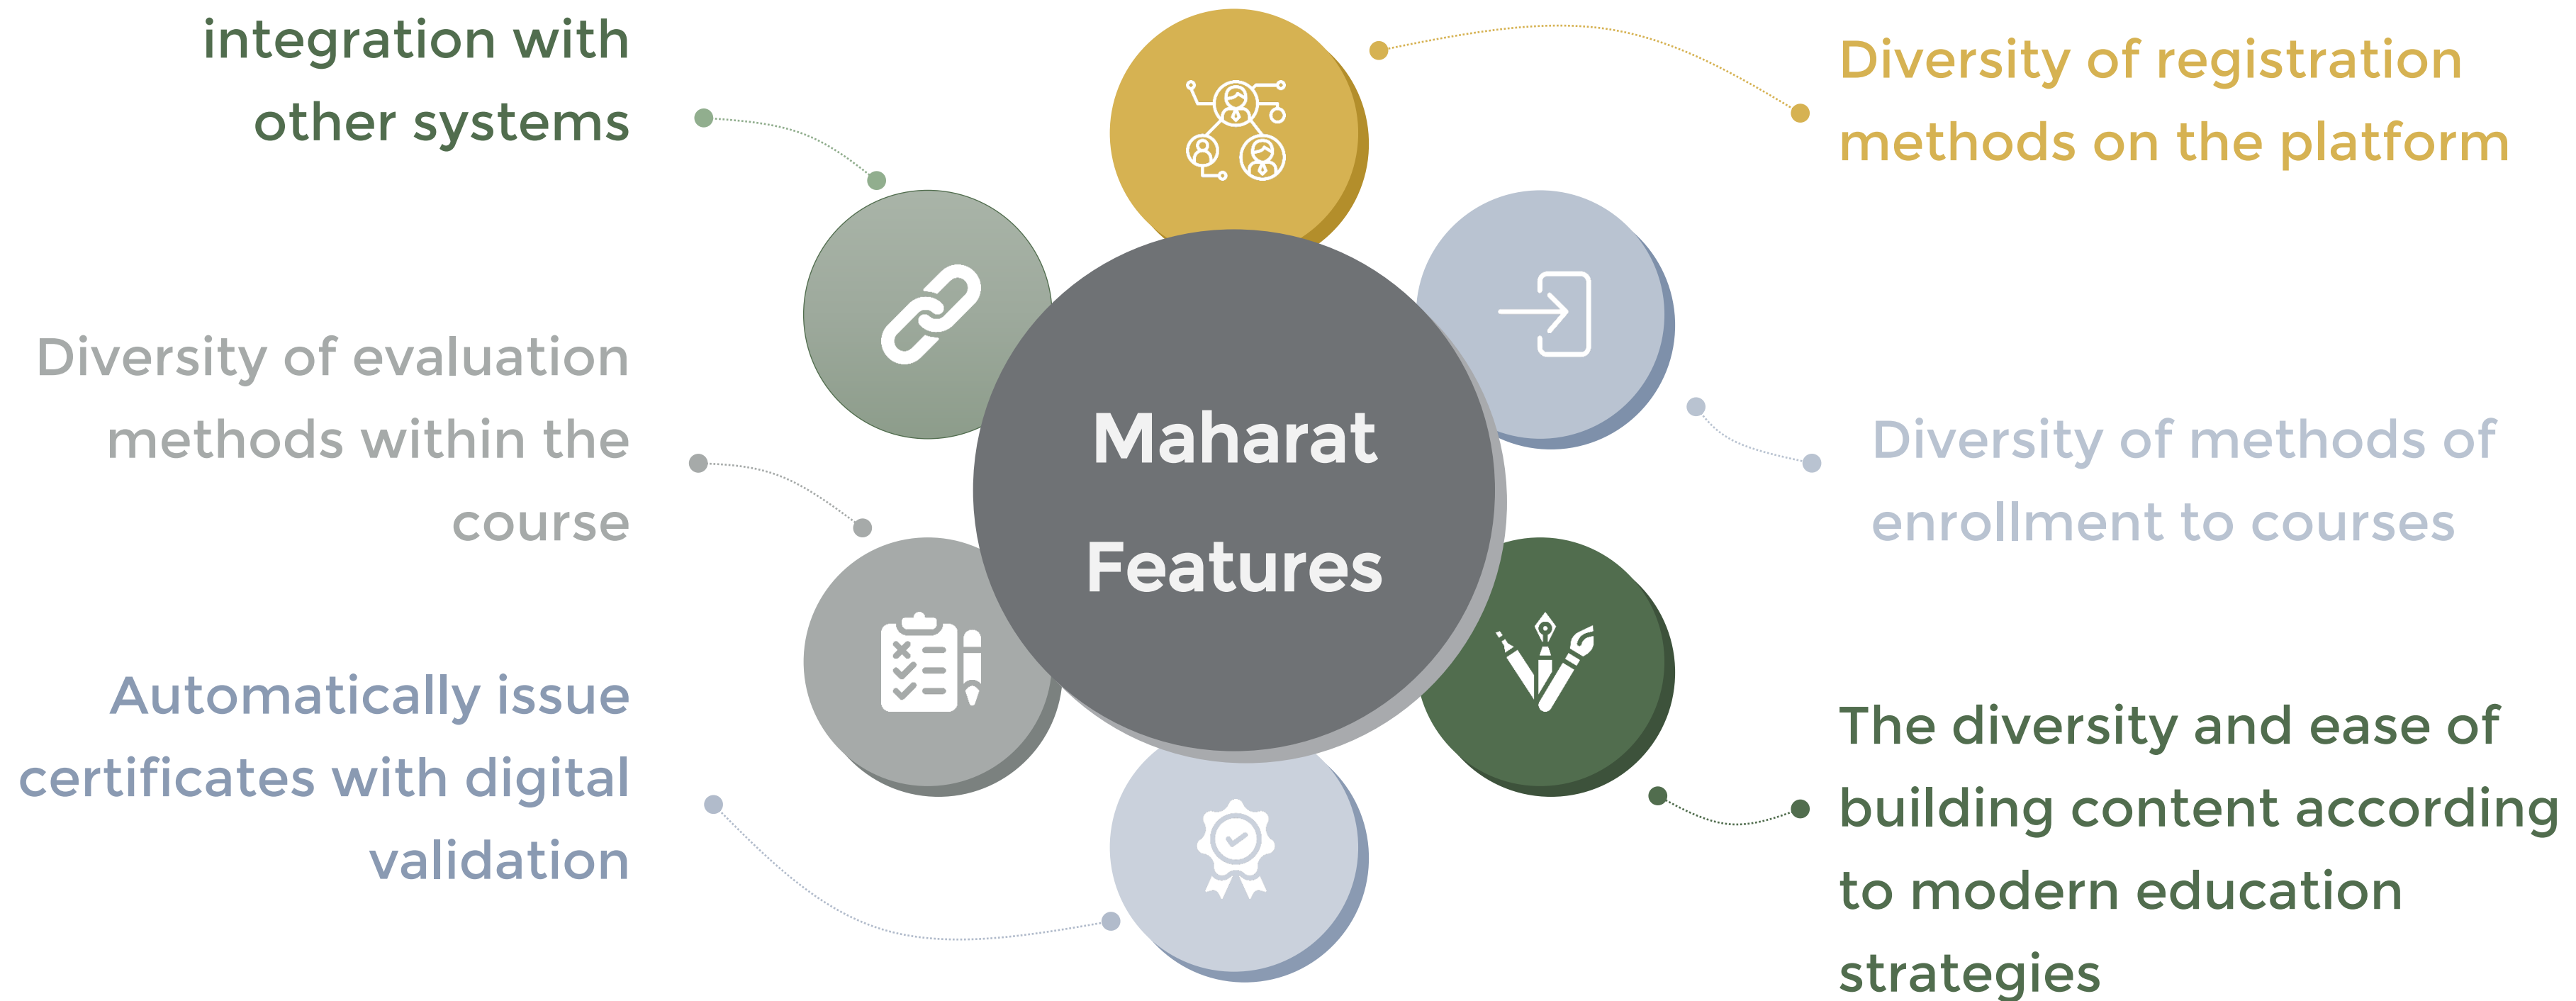 integration with
other systems
Diversity of evaluation
methods within the
course
Automatically issue
certificates with digital
validation
Maharat
Features
Diversity of registration
methods on the platform
Diversity of methods of
enrollment to courses
The diversity and ease of
building content according
to modern education
strategies